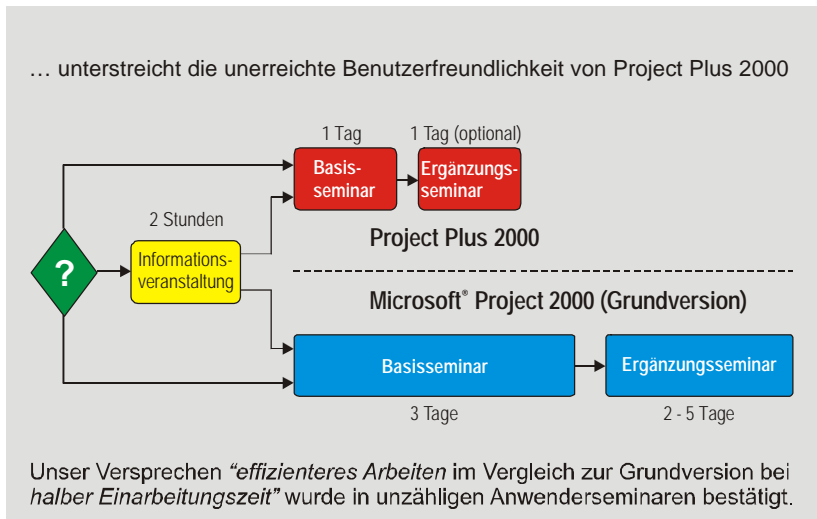 … unterstreicht die unerreichte Benutzerfreundlichkeit von Project Plus 2000
1 Tag
1 Tag (optional)
Basis-
seminar
Ergänzungs-
seminar
2 Stunden
Project Plus 2000
?
Informations-
veranstaltung
Microsoft® Project 2000 (Grundversion)
Basisseminar
Ergänzungsseminar
3 Tage
2 - 5 Tage
Unser Versprechen “effizienteres Arbeiten im Vergleich zur Grundversion bei
halber Einarbeitungszeit” wurde in unzähligen Anwenderseminaren bestätigt.